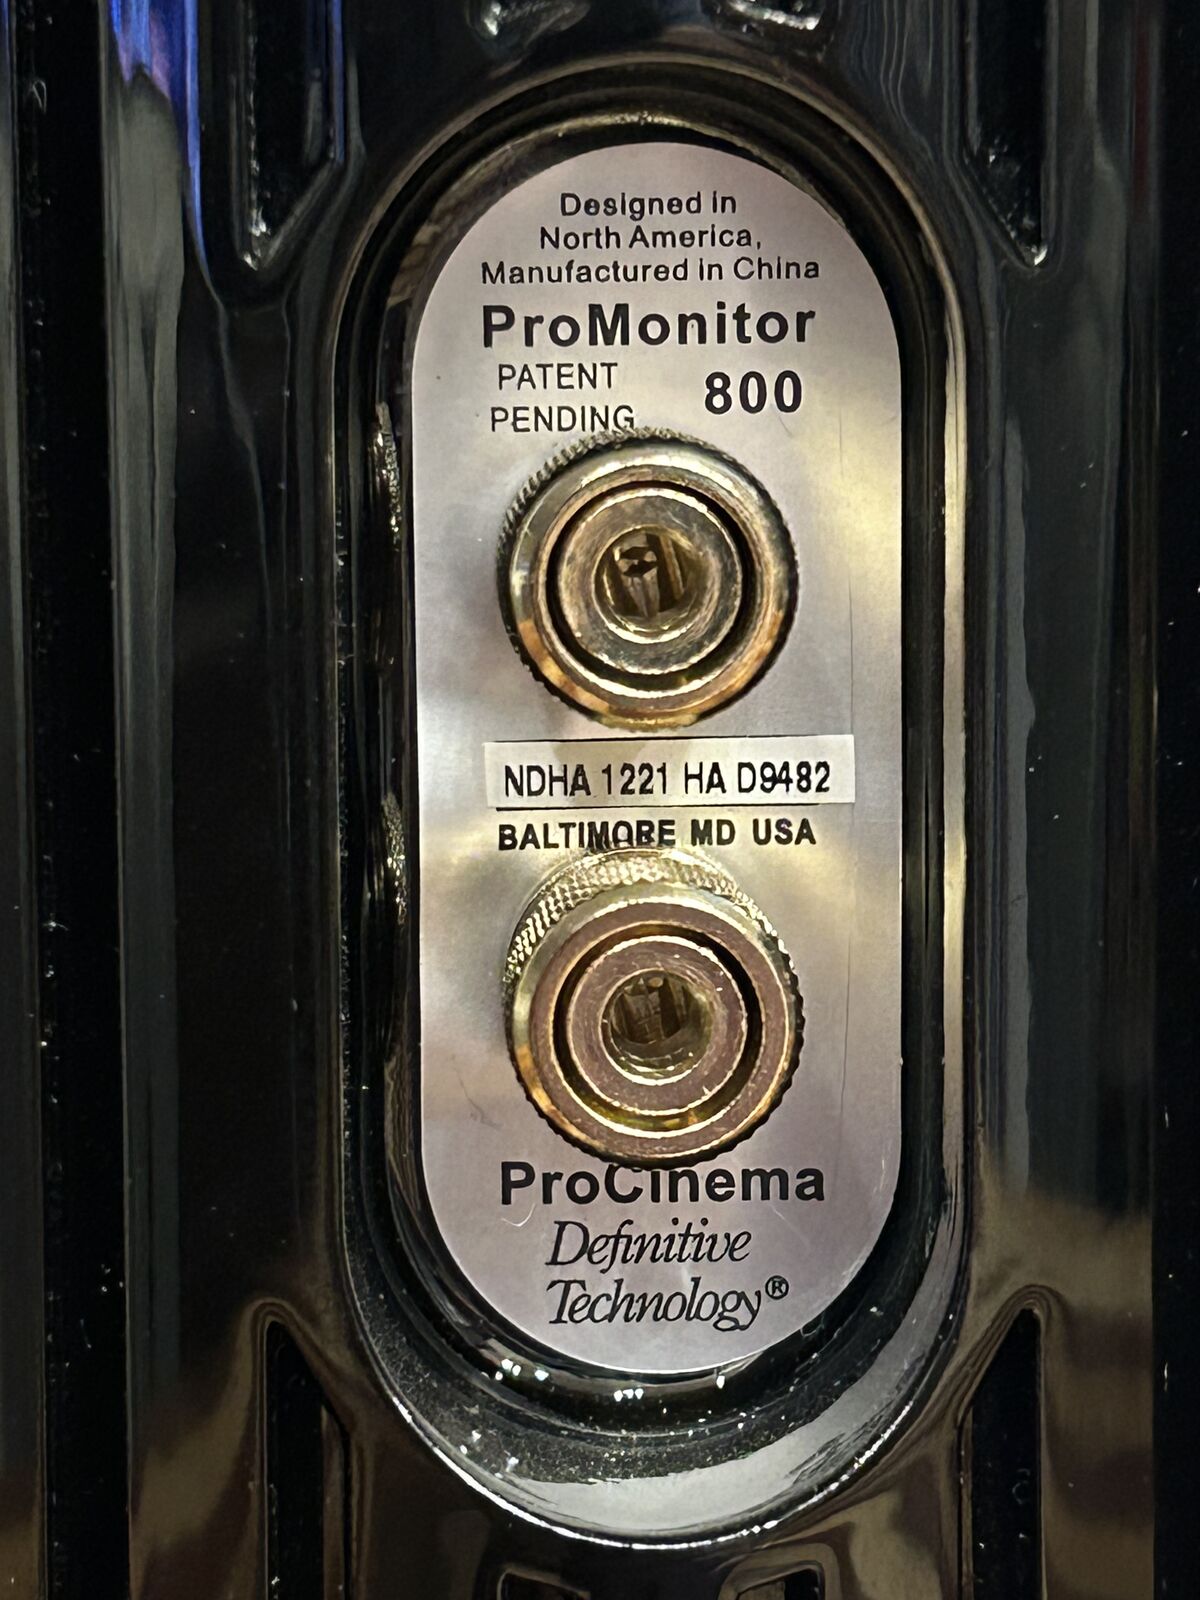 Designed in
North America,
Manufactured in China
ProMonitor
PATENT
PENDING
800
NDHA 1221 HA D9482
BALTIMORE MD USA
ProCinema
Definitive
Technology®